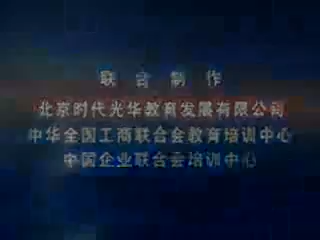 联合制作
北京时代光华教育发展有限公司
中华全国工商联合会教育培训中心
中国企业联合会培训中心